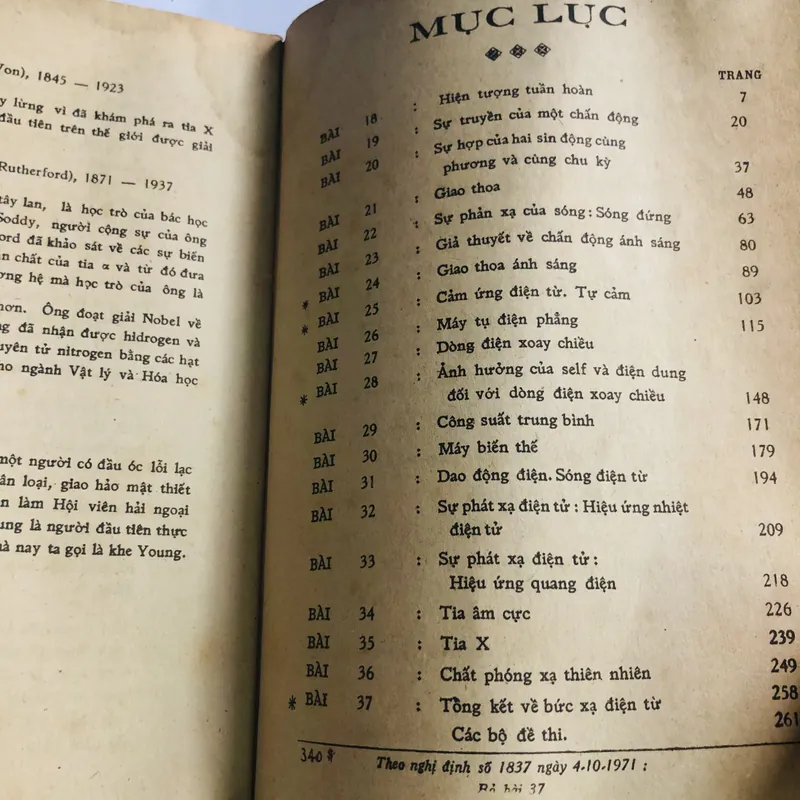 Von), 1845 — 1923
y lừng vì đã khám phá ra tia X
đầu tiên trên thế giới được giải
Rutherford), 1871 — 1937
tây lan, là học trò của bác học
Soddy, người cộng sự của ông
ord đã khảo sát về các sự biến
n chất của tia α và từ đó đưa
ơng hệ mà học trò của ông là
hơn. Ông đoạt giải Nobel về
ng đã nhận được hidrogen và
uyên tử nitrogen bằng các hạt
ho ngành Vật lý và Hóa học
một người có đầu óc lỗi lạc
ân loại, giao hảo mật thiết
n làm Hội viên hải ngoại
ung là người đầu tiên thực
à nay ta gọi là khe Young.
MỤC LỤC
TRANG
BÀI 18 : Hiện tượng tuần hoàn 7
BÀI 19 : Sự truyền của một chấn động 20
BÀI 20 : Sự hợp của hai sin động cùng
phương và cùng chu kỳ 37
BÀI 21 : Giao thoa 48
BÀI 22 : Sự phản xạ của sóng : Sóng đứng 63
BÀI 23 : Giả thuyết về chấn động ánh sáng 80
* BÀI 24 : Giao thoa ánh sáng 89
* BÀI 25 : Cảm ứng điện từ. Tự cảm 103
BÀI 26 : Máy tụ điện phẳng 115
BÀI 27 : Dòng điện xoay chiều
* BÀI 28 : Ảnh hưởng của self và điện dung
đối với dòng điện xoay chiều 148
BÀI 29 : Công suất trung bình 171
BÀI 30 : Máy biến thế 179
BÀI 31 : Dao động điện. Sóng điện từ 194
BÀI 32 : Sự phát xạ điện tử : Hiệu ứng nhiệt
điện tử 209
BÀI 33 : Sự phát xạ điện tử :
Hiệu ứng quang điện 218
BÀI 34 : Tia âm cực 226
BÀI 35 : Tia X 239
BÀI 36 : Chất phóng xạ thiên nhiên 249
* BÀI 37 : Tổng kết về bức xạ điện từ 258
Các bộ đề thi. 261
340 *
Theo nghị định số 1837 ngày 4-10-1971 :
Bỏ bài 37